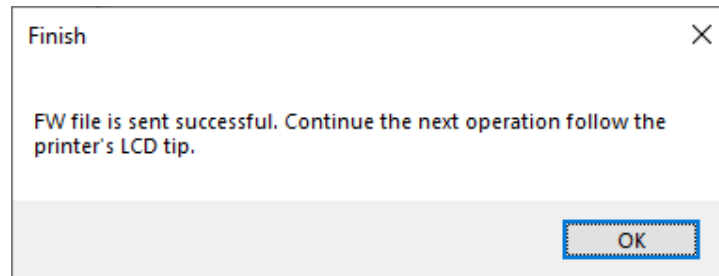 Finish
FW file is sent successful. Continue the next operation follow the
printer's LCD tip.
OK